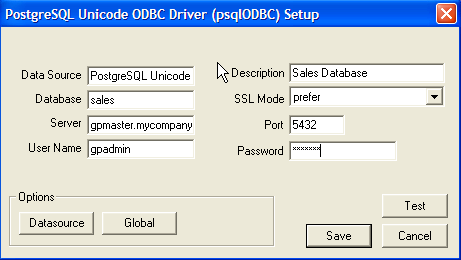 PostgreSQL Unicode ODBC Driver (psqlODBC) Setup
Data Source PostgreSQL Unicode Description Sales Database
Database sales SSL Mode prefer
Server gpmaster.mycompany Port 5432
User Name gpadmin Password xxxxxxx
Options
Datasource Global Test
Save Cancel